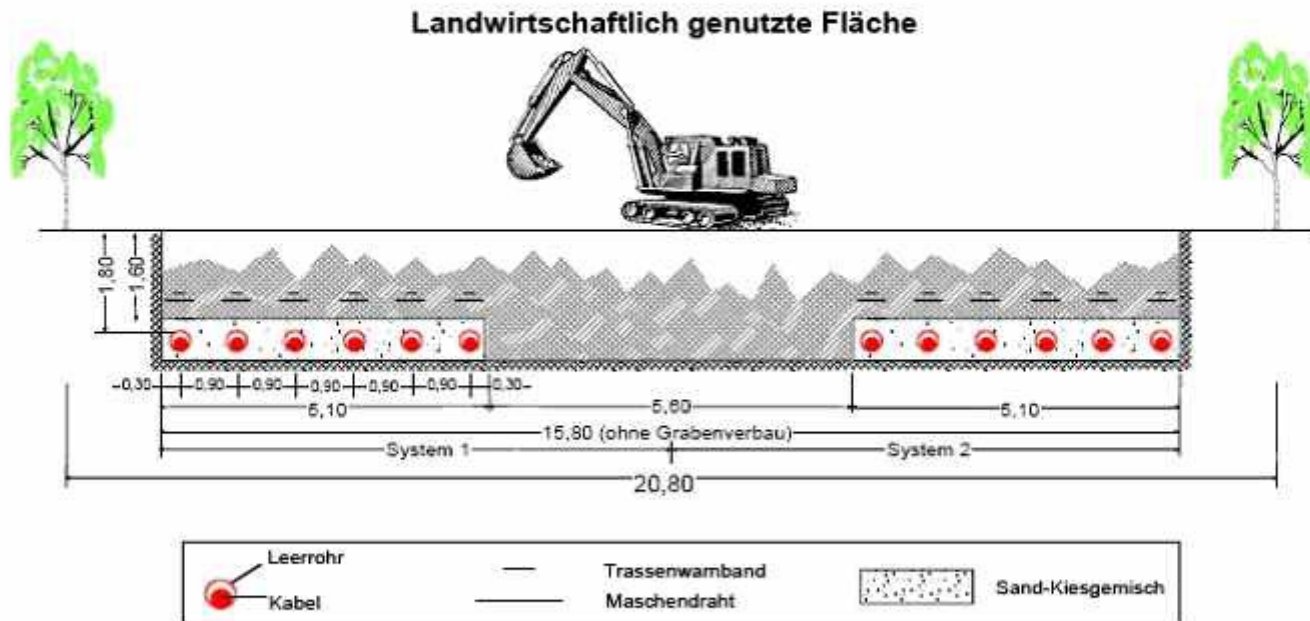 Landwirtschaftlich genutzte Fläche
1,80
1,60
0,30 0,90 0,90 0,90 0,90 0,90 0,30
5,10 5,60 5,10
15,80 (ohne Grabenverbau)
System 1 System 2
20,80
Leerrohr
Kabel
Trassenwarnband
Maschendraht
Sand-Kiesgemisch